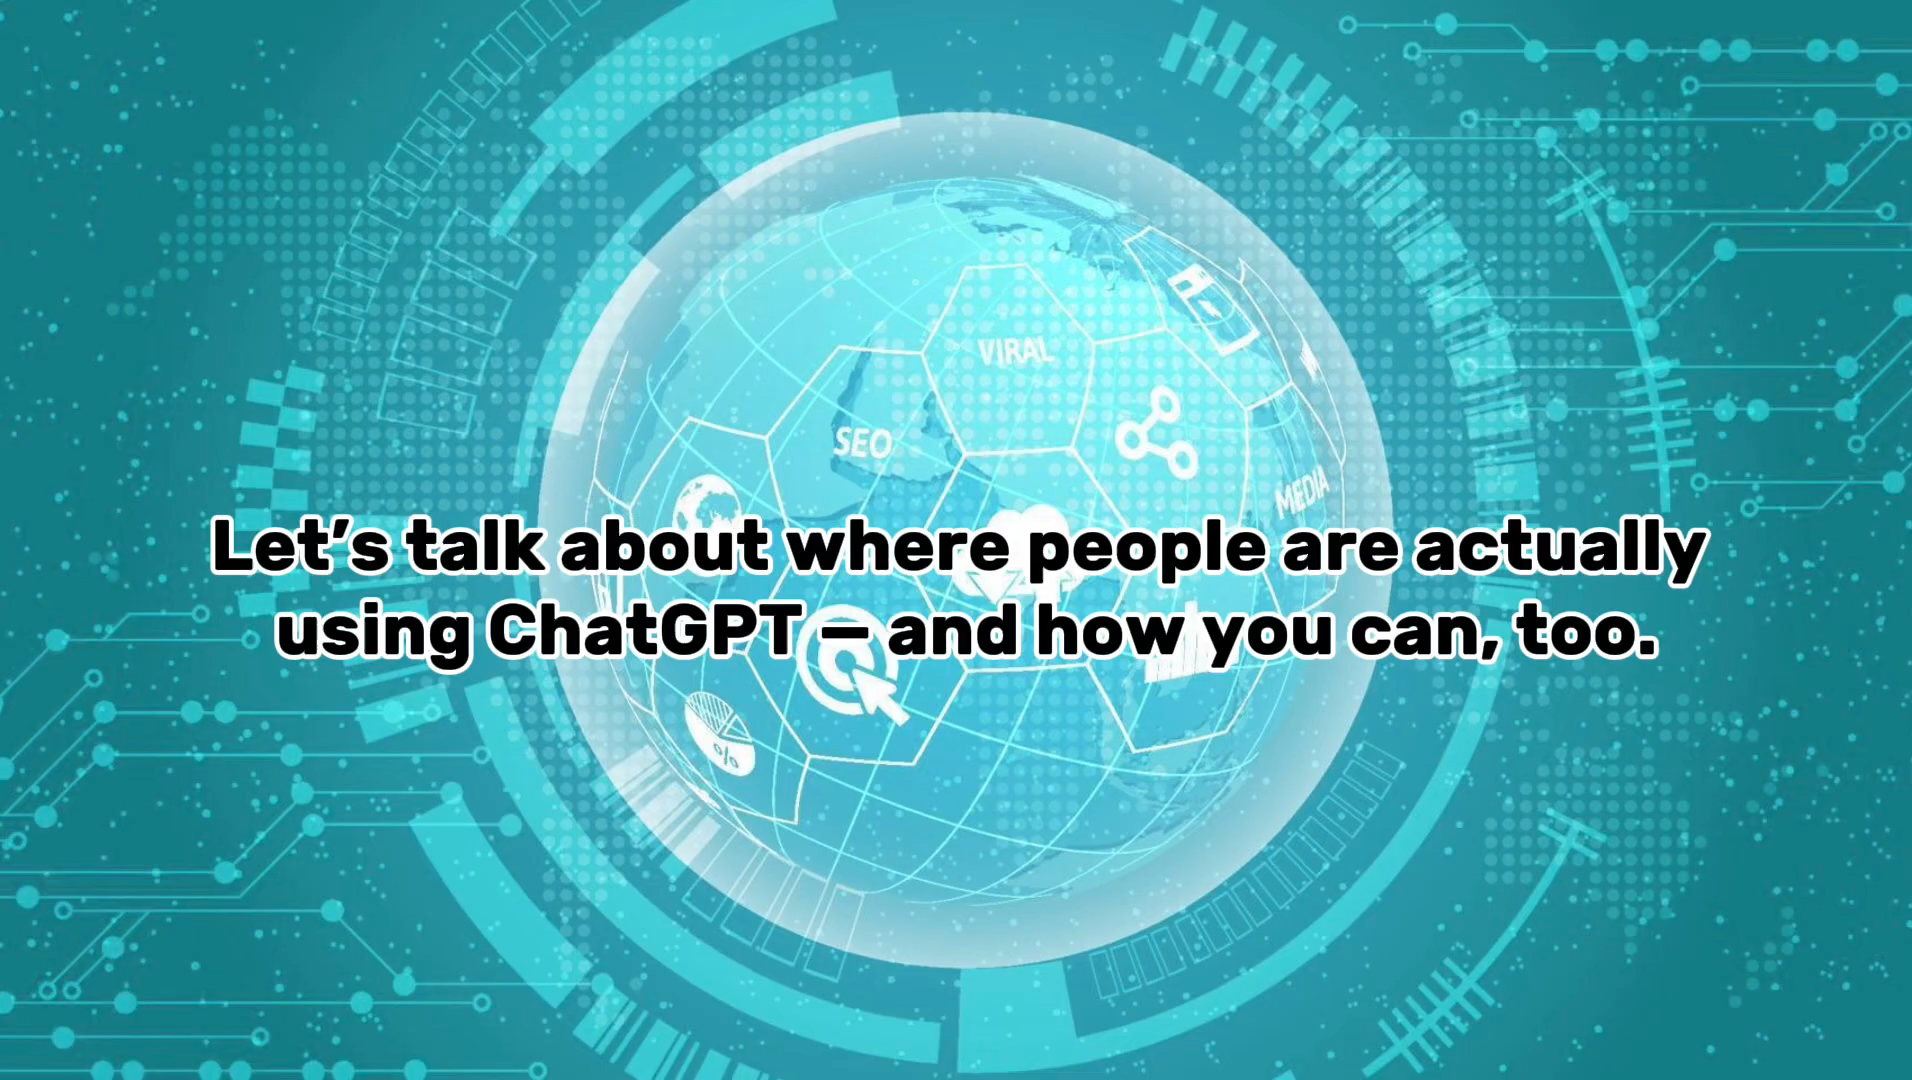 VIRAL
SEO
MEDIA
Let’s talk about where people are actually
using ChatGPT — and how you can, too.
%